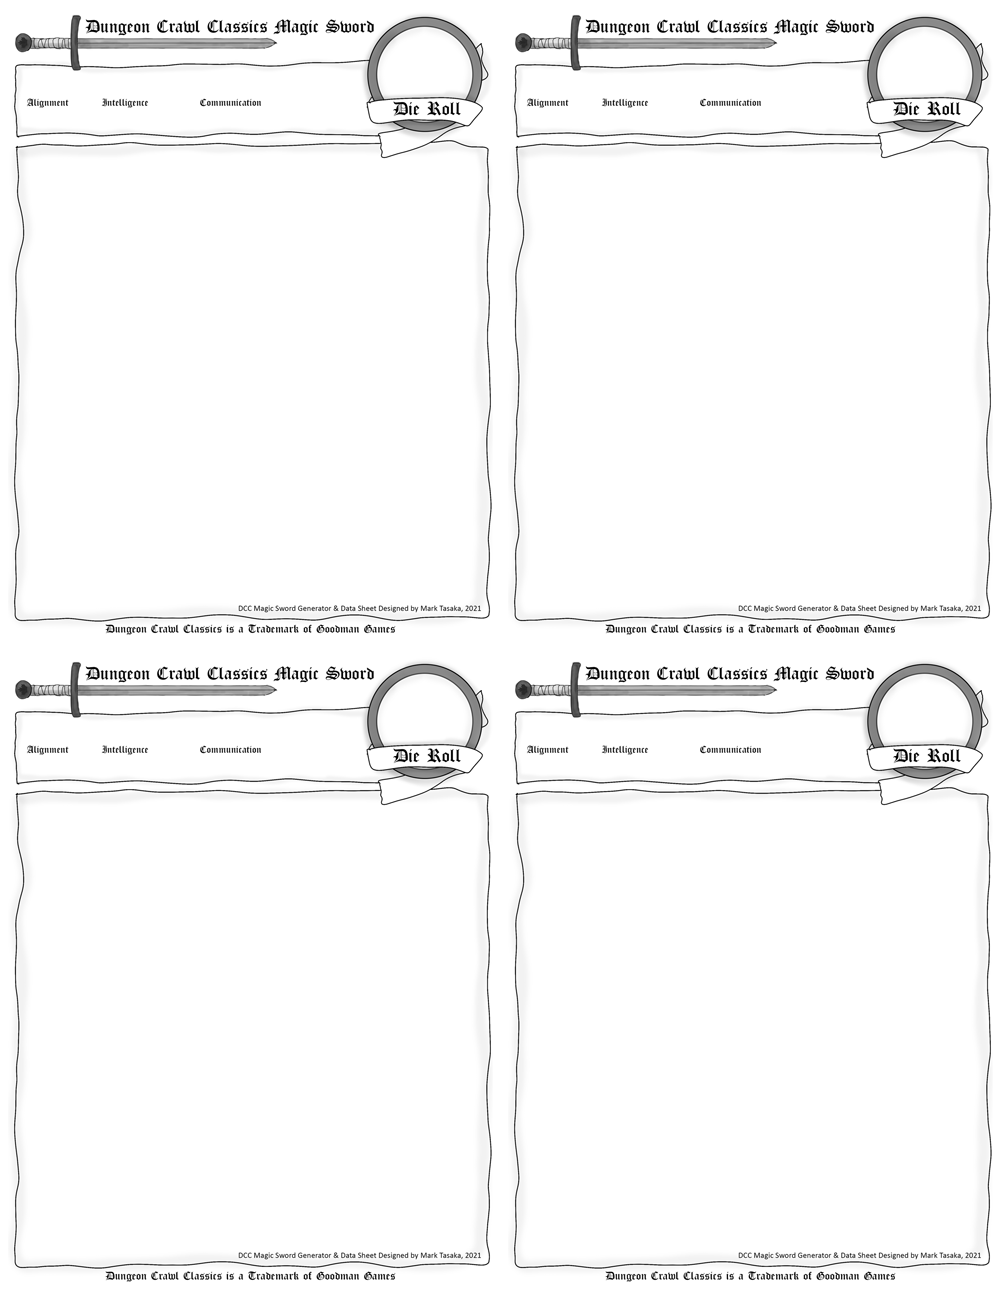 Dungeon Crawl Classics Magic Sword
Die Roll
Alignment Intelligence Communication
DCC Magic Sword Generator & Data Sheet Designed by Mark Tasaka, 2021
Dungeon Crawl Classics is a Trademark of Goodman Games
Dungeon Crawl Classics Magic Sword
Die Roll
Alignment Intelligence Communication
DCC Magic Sword Generator & Data Sheet Designed by Mark Tasaka, 2021
Dungeon Crawl Classics is a Trademark of Goodman Games
Dungeon Crawl Classics Magic Sword
Die Roll
Alignment Intelligence Communication
DCC Magic Sword Generator & Data Sheet Designed by Mark Tasaka, 2021
Dungeon Crawl Classics is a Trademark of Goodman Games
Dungeon Crawl Classics Magic Sword
Die Roll
Alignment Intelligence Communication
DCC Magic Sword Generator & Data Sheet Designed by Mark Tasaka, 2021
Dungeon Crawl Classics is a Trademark of Goodman Games